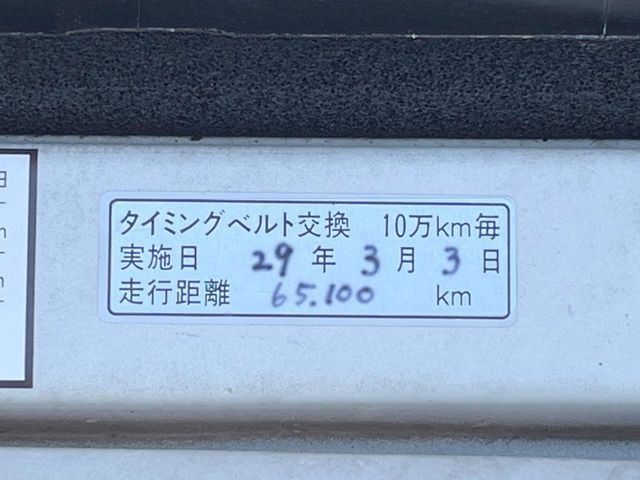 タイミングベルト交換 10万km毎
実施日 29 年 3 月 3 日
走行距離 65.100 km